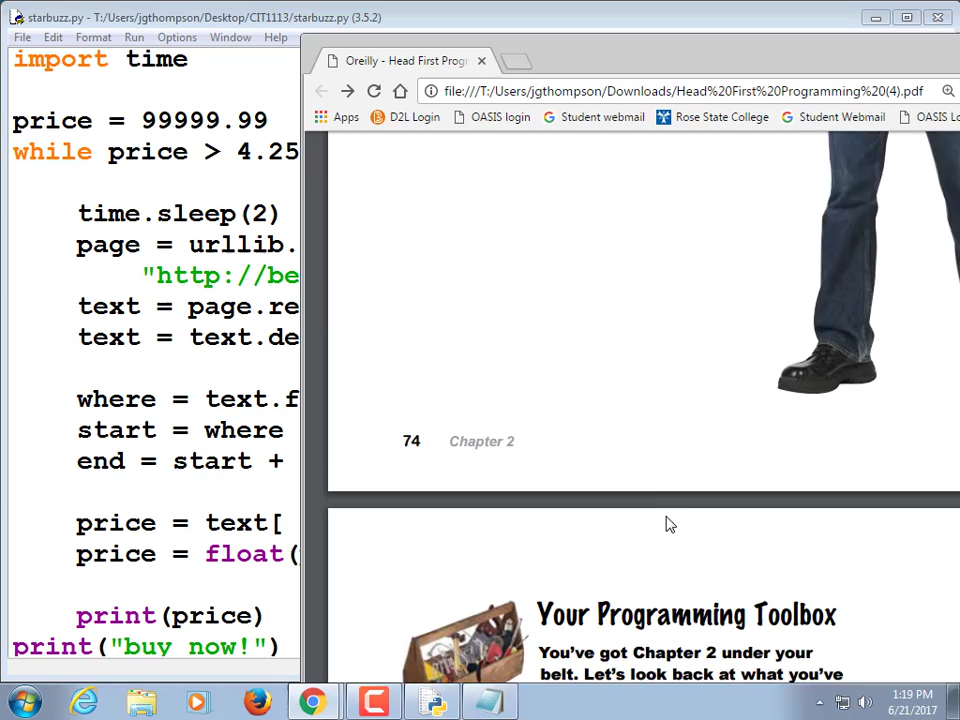 starbuzz.py - T:/Users/jgthompson/Desktop/CIT1113/starbuzz.py (3.5.2)
File Edit Format Run Options Window Help
import time
price = 99999.99
while price > 4.25
time.sleep(2)
page = urllib.
"http://be
text = page.re
text = text.de
where = text.f
start = where
end = start +
price = text[
price = float(
print(price)
print("buy now!")
Oreilly - Head First Prog
file:///T:/Users/jgthompson/Downloads/Head%20First%20Programming%20(4).pdf
Apps D2L Login OASIS login Student webmail Rose State College Student Webmail OASIS Lo
74 Chapter 2
Your Programming Toolbox
You've got Chapter 2 under your
belt. Let's look back at what you've
1:19 PM
6/21/2017